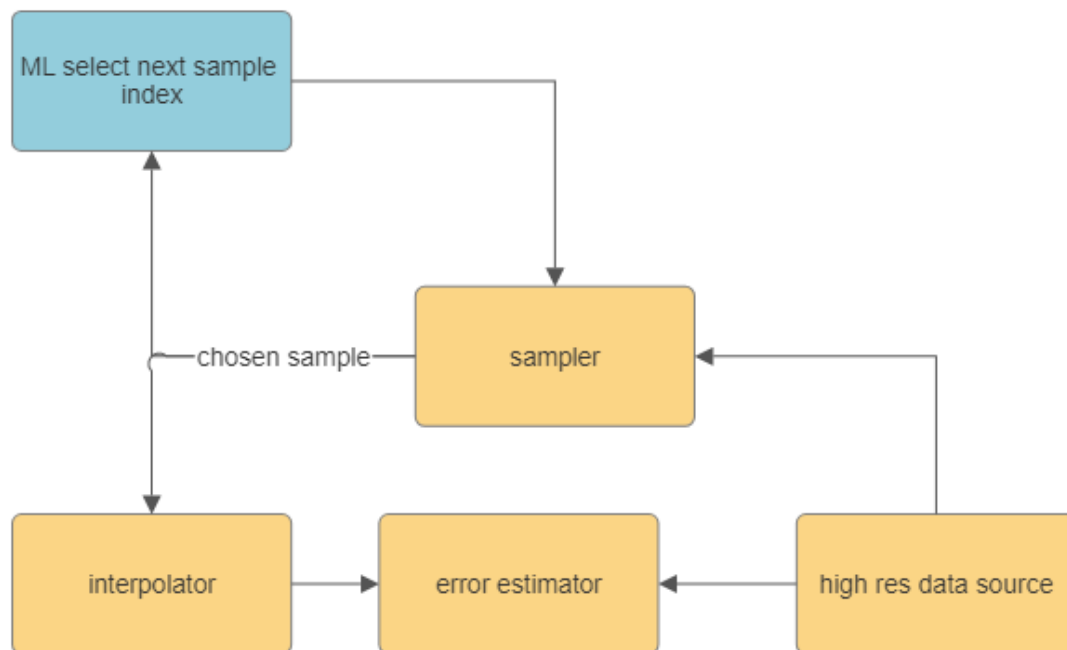 ML select next sample
index
chosen sample
sampler
interpolator
error estimator
high res data source